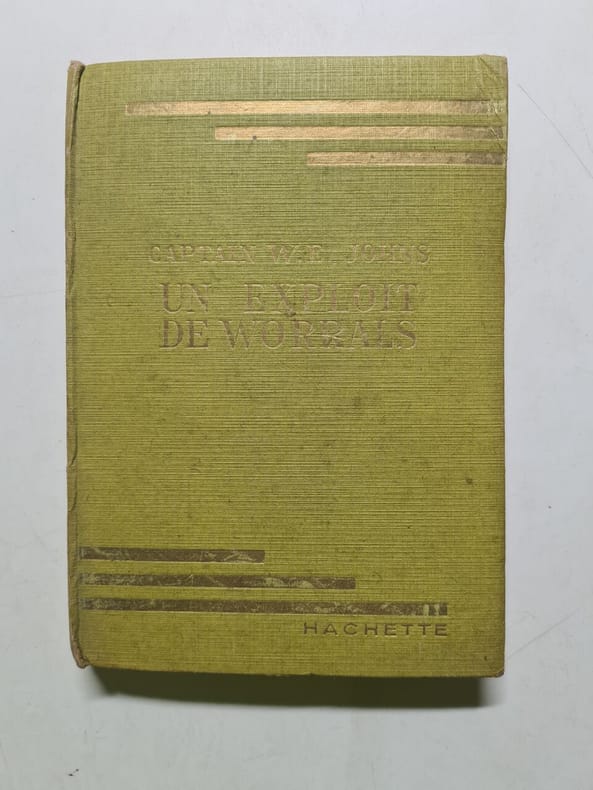 CAPTAIN W. E. JOHNS
UN EXPLOIT
DE WORRALS
HACHETTE